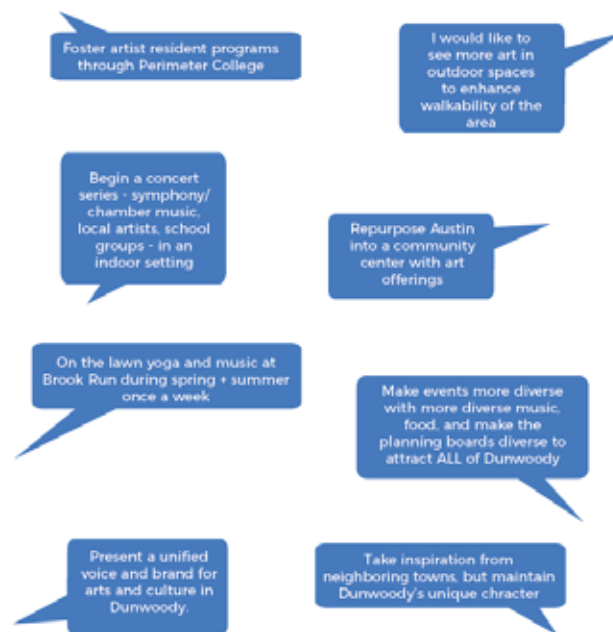 Foster artist resident programs
through Perimeter College
I would like to
see more art in
outdoor spaces
to enhance
walkability of the
area
Begin a concert
series - symphony/
chamber music,
local artists, school
groups - in an
indoor setting
Repurpose Austin
into a community
center with art
offerings
On the lawn yoga and music at
Brook Run during spring + summer
once a week
Make events more diverse
with more diverse music,
food, and make the
planning boards diverse to
attract ALL of Dunwoody
Present a unified
voice and brand for
arts and culture in
Dunwoody.
Take inspiration from
neighboring towns, but maintain
Dunwoody's unique chracter